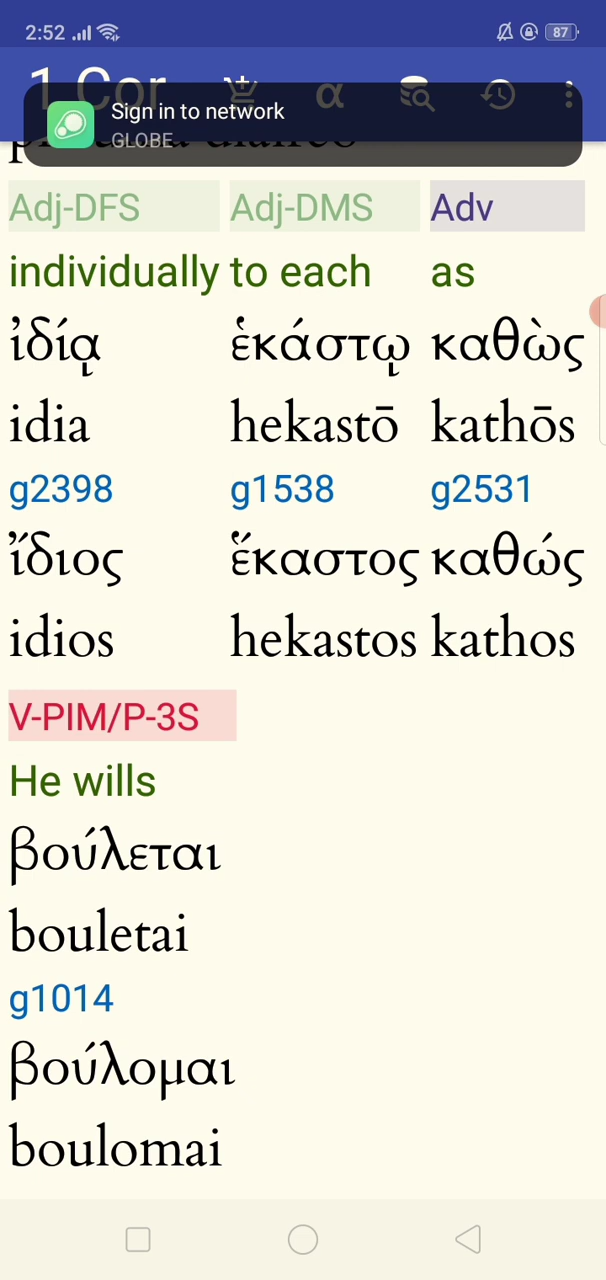 2:52 87
1 Cor α
Sign in to network
GLOBE
Adj-DFS Adj-DMS Adv
individually to each as
ἰδίᾳ ἑκάστῳ καθὼς
idia hekastō kathōs
g2398 g1538 g2531
ἴδιος ἕκαστος καθώς
idios hekastos kathos
V-PIM/P-3S
He wills
βούλεται
bouletai
g1014
βούλομαι
boulomai